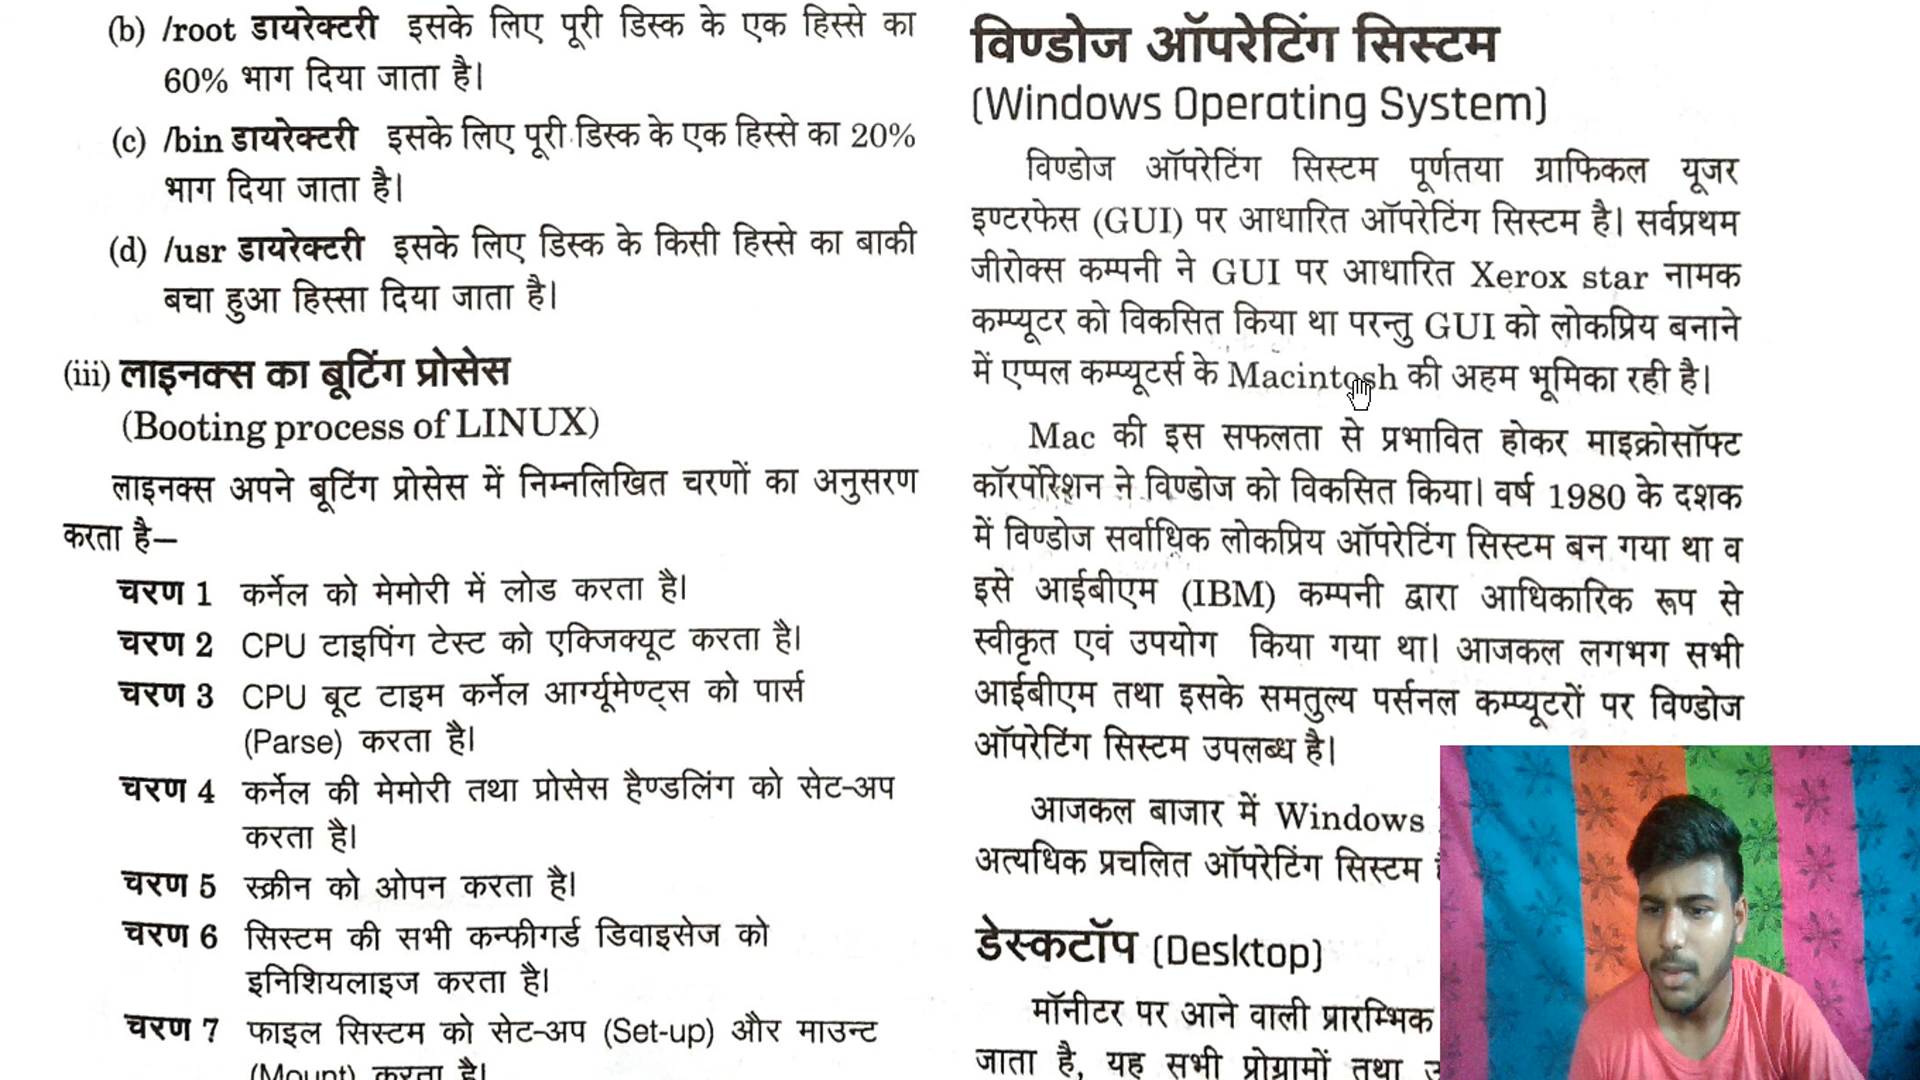 (b) /root डायरेक्टरी इसके लिए पूरी डिस्क के एक हिस्से का
60% भाग दिया जाता है।
(c) /bin डायरेक्टरी इसके लिए पूरी डिस्क के एक हिस्से का 20%
भाग दिया जाता है।
(d) /usr डायरेक्टरी इसके लिए डिस्क के किसी हिस्से का बाकी
बचा हुआ हिस्सा दिया जाता है।
(iii) लाइनक्स का बूटिंग प्रोसेस
(Booting process of LINUX)
लाइनक्स अपने बूटिंग प्रोसेस में निम्नलिखित चरणों का अनुसरण
करता है—
चरण 1 कर्नेल को मेमोरी में लोड करता है।
चरण 2 CPU टाइपिंग टेस्ट को एक्जिक्यूट करता है।
चरण 3 CPU बूट टाइम कर्नेल आर्ग्यूमेण्ट्स को पार्स
(Parse) करता है।
चरण 4 कर्नेल की मेमोरी तथा प्रोसेस हैण्डलिंग को सेट-अप
करता है।
चरण 5 स्क्रीन को ओपन करता है।
चरण 6 सिस्टम की सभी कन्फीगर्ड डिवाइसेज को
इनिशियलाइज करता है।
चरण 7 फाइल सिस्टम को सेट-अप (Set-up) और माउन्ट
(Mount) करता है।
विण्डोज ऑपरेटिंग सिस्टम
(Windows Operating System)
विण्डोज ऑपरेटिंग सिस्टम पूर्णतया ग्राफिकल यूजर
इण्टरफेस (GUI) पर आधारित ऑपरेटिंग सिस्टम है। सर्वप्रथम
जीरोक्स कम्पनी ने GUI पर आधारित Xerox star नामक
कम्प्यूटर को विकसित किया था परन्तु GUI को लोकप्रिय बनाने
में एप्पल कम्प्यूटर्स के Macintosh की अहम भूमिका रही है।
Mac की इस सफलता से प्रभावित होकर माइक्रोसॉफ्ट
कॉरपोरेशन ने विण्डोज को विकसित किया। वर्ष 1980 के दशक
में विण्डोज सर्वाधिक लोकप्रिय ऑपरेटिंग सिस्टम बन गया था व
इसे आईबीएम (IBM) कम्पनी द्वारा आधिकारिक रूप से
स्वीकृत एवं उपयोग किया गया था। आजकल लगभग सभी
आईबीएम तथा इसके समतुल्य पर्सनल कम्प्यूटरों पर विण्डोज
ऑपरेटिंग सिस्टम उपलब्ध है।
आजकल बाजार में Windows
अत्यधिक प्रचलित ऑपरेटिंग सिस्टम
डेस्कटॉप (Desktop)
मॉनीटर पर आने वाली प्रारम्भिक
जाता है, यह सभी प्रोग्रामों तथा